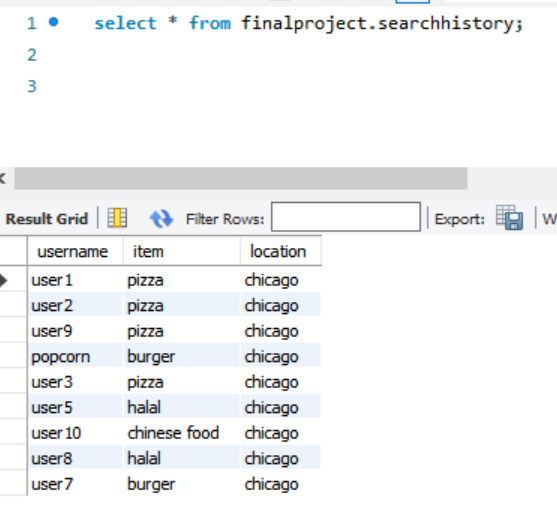 1 select * from finalproject.searchhistory;
2
3
Result Grid Filter Rows: Export: W
username item location
user1 pizza chicago
user2 pizza chicago
user9 pizza chicago
popcorn burger chicago
user3 pizza chicago
user5 halal chicago
user10 chinese food chicago
user8 halal chicago
user7 burger chicago